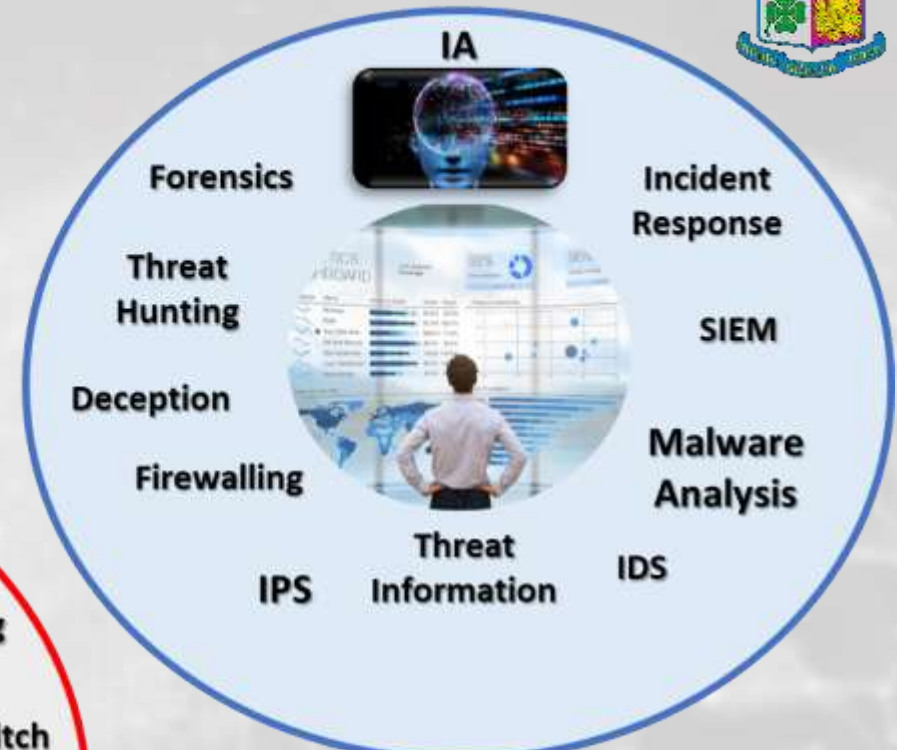 IA
Forensics
Incident
Response
Threat
Hunting
SIEM
Deception
Malware
Analysis
Firewalling
Threat
Information
IDS
IPS